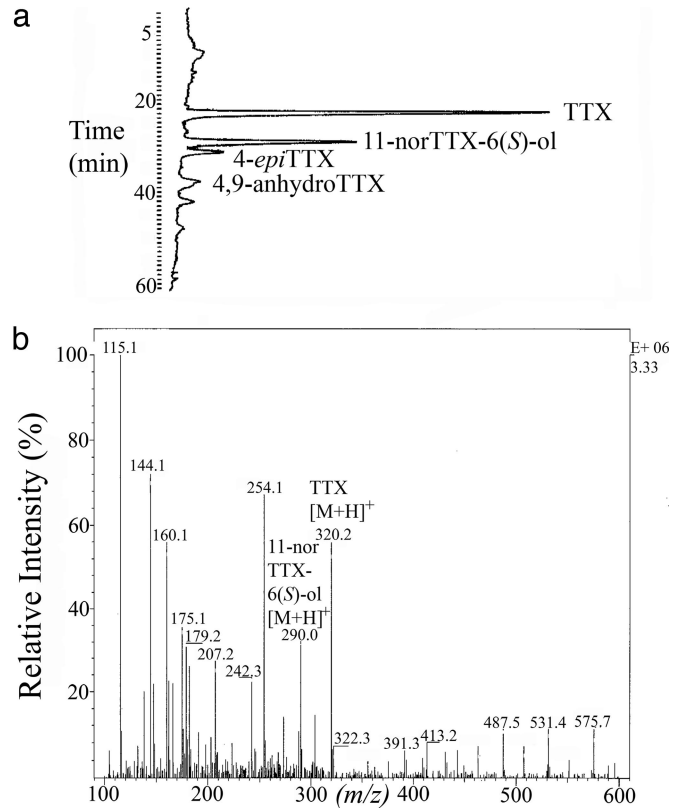 a
5
20
TTX
Time
(min)
11-norTTX-6(S)-ol
4-epiTTX
4,9-anhydroTTX
40
60
b
100
115.1
E+ 06
3.33
144.1
80
254.1
TTX
[M+H]+
60
160.1
320.2
11-nor
TTX-
6(S)-ol
[M+H]+
40
175.1
179.2
290.0
207.2
242.3
20
322.3
391.3
413.2
487.5
531.4
575.7
Relative Intensity (%)
100
200
300
400
500
600
(m/z)